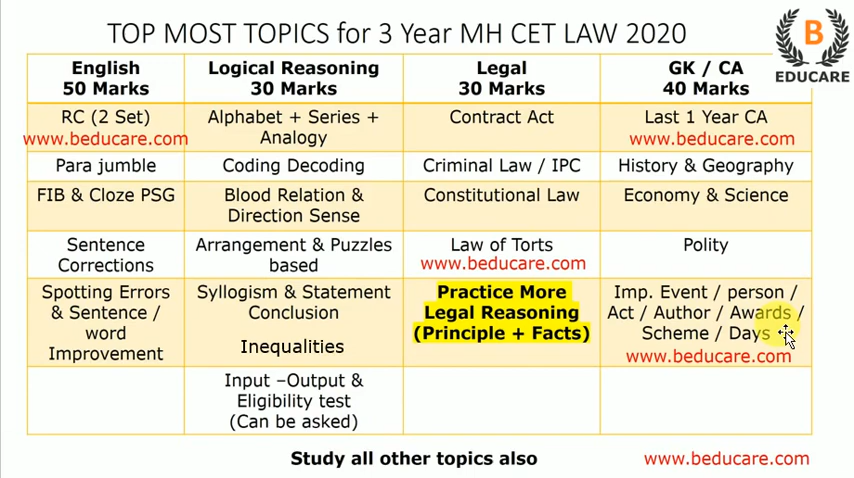 TOP MOST TOPICS for 3 Year MH CET LAW 2020
B
EDUCARE
English
50 Marks
Logical Reasoning
30 Marks
Legal
30 Marks
GK / CA
40 Marks
RC (2 Set)
www.beducare.com
Alphabet + Series +
Analogy
Contract Act
Last 1 Year CA
www.beducare.com
Para jumble
Coding Decoding
Criminal Law / IPC
History & Geography
FIB & Cloze PSG
Blood Relation &
Direction Sense
Constitutional Law
Economy & Science
Sentence
Corrections
Arrangement & Puzzles
based
Law of Torts
www.beducare.com
Polity
Spotting Errors
& Sentence /
word
Improvement
Syllogism & Statement
Conclusion
Inequalities
Practice More
Legal Reasoning
(Principle + Facts)
Imp. Event / person /
Act / Author / Awards /
Scheme / Days
www.beducare.com
Input –Output &
Eligibility test
(Can be asked)
Study all other topics also
www.beducare.com